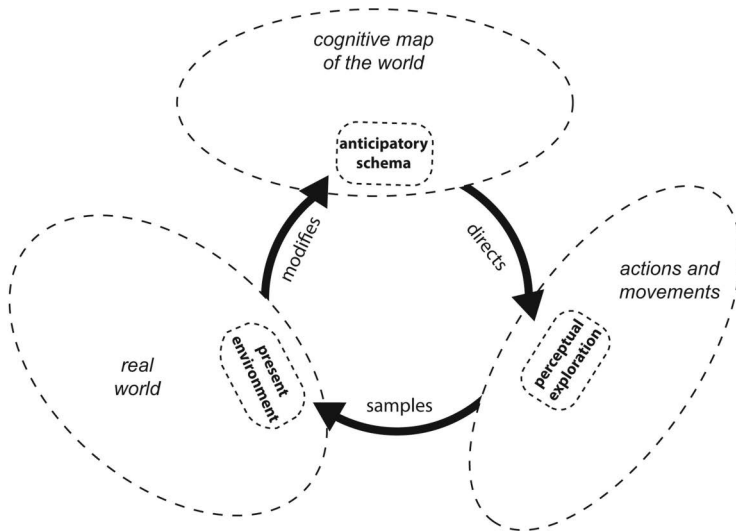 cognitive map
of the world
anticipatory
schema
directs
actions and
movements
perceptual
exploration
samples
present
environment
real
world
modifies